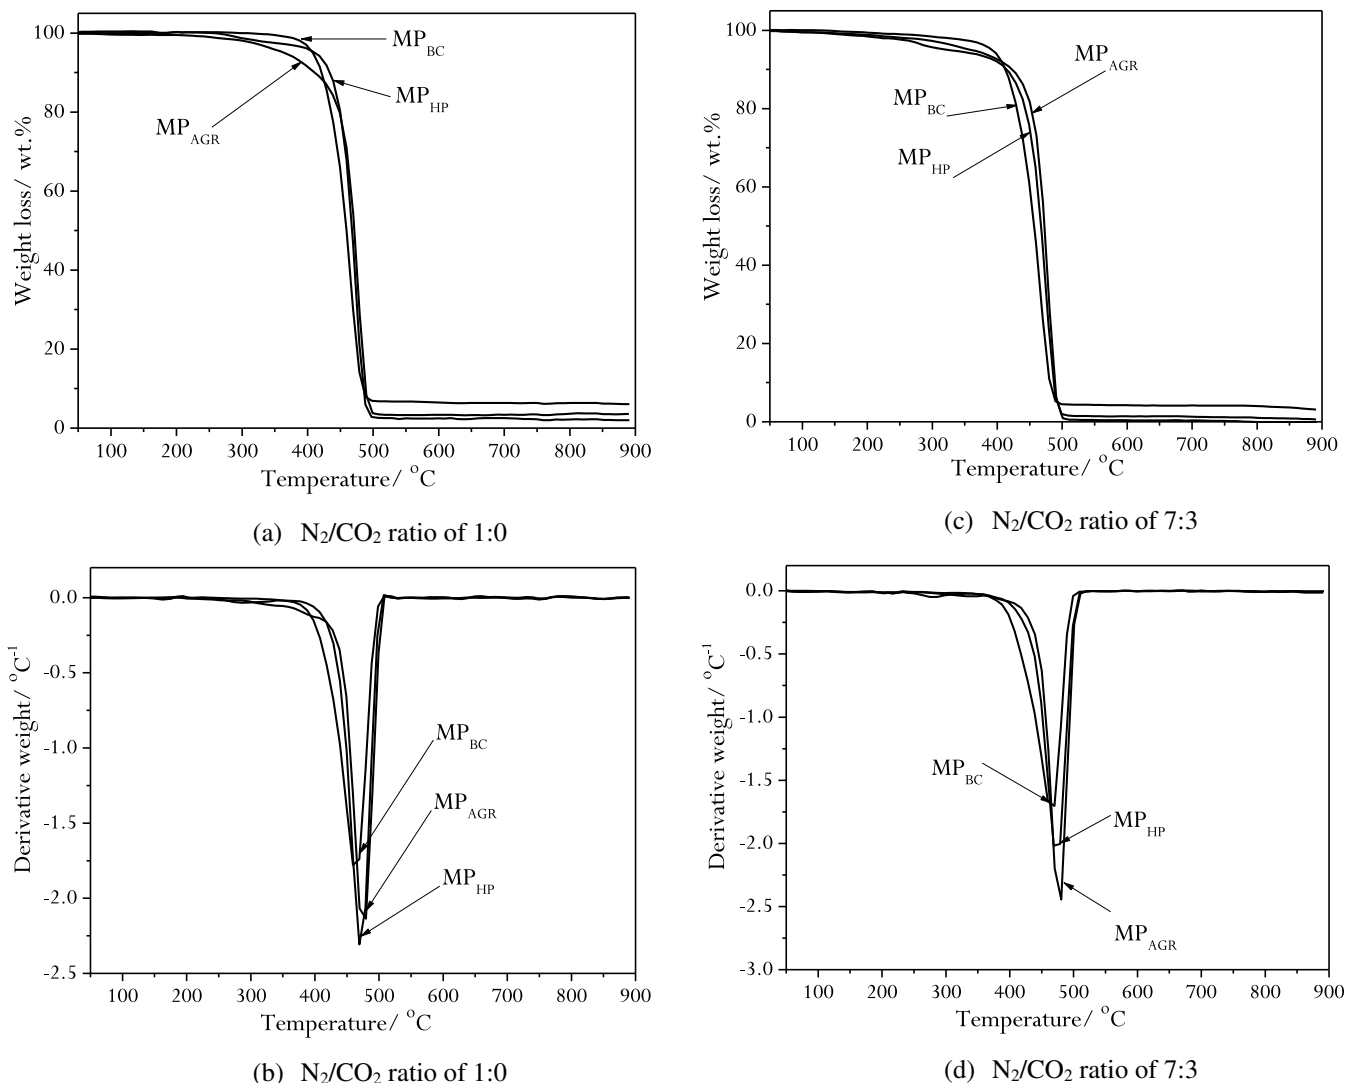 100
80
60
40
20
0
Weight loss/ wt.%
MP_BC
MP_HP
MP_AGR
100 200 300 400 500 600 700 800 900
Temperature/ °C
(a) N₂/CO₂ ratio of 1:0
100
80
60
40
20
0
Weight loss/ wt.%
MP_AGR
MP_BC
MP_HP
100 200 300 400 500 600 700 800 900
Temperature/ °C
(c) N₂/CO₂ ratio of 7:3
0.0
-0.5
-1.0
-1.5
-2.0
-2.5
Derivative weight/ °C⁻¹
MP_BC
MP_AGR
MP_HP
100 200 300 400 500 600 700 800 900
Temperature/ °C
(b) N₂/CO₂ ratio of 1:0
0.0
-0.5
-1.0
-1.5
-2.0
-2.5
-3.0
Derivative weight/ °C⁻¹
MP_BC
MP_HP
MP_AGR
100 200 300 400 500 600 700 800 900
Temperature/ °C
(d) N₂/CO₂ ratio of 7:3